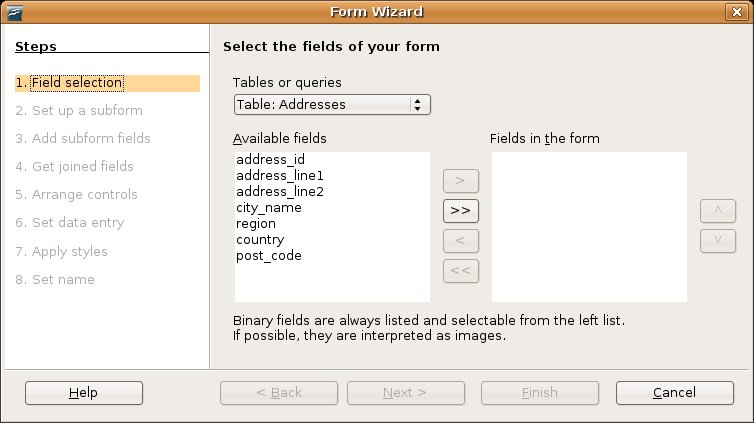 Form Wizard
Steps
1. Field selection
2. Set up a subform
3. Add subform fields
4. Get joined fields
5. Arrange controls
6. Set data entry
7. Apply styles
8. Set name
Select the fields of your form
Tables or queries
Table: Addresses
Available fields
address_id
address_line1
address_line2
city_name
region
country
post_code
>
>>
<
<<
Fields in the form
^
v
Binary fields are always listed and selectable from the left list.
If possible, they are interpreted as images.
Help
< Back
Next >
Finish
Cancel